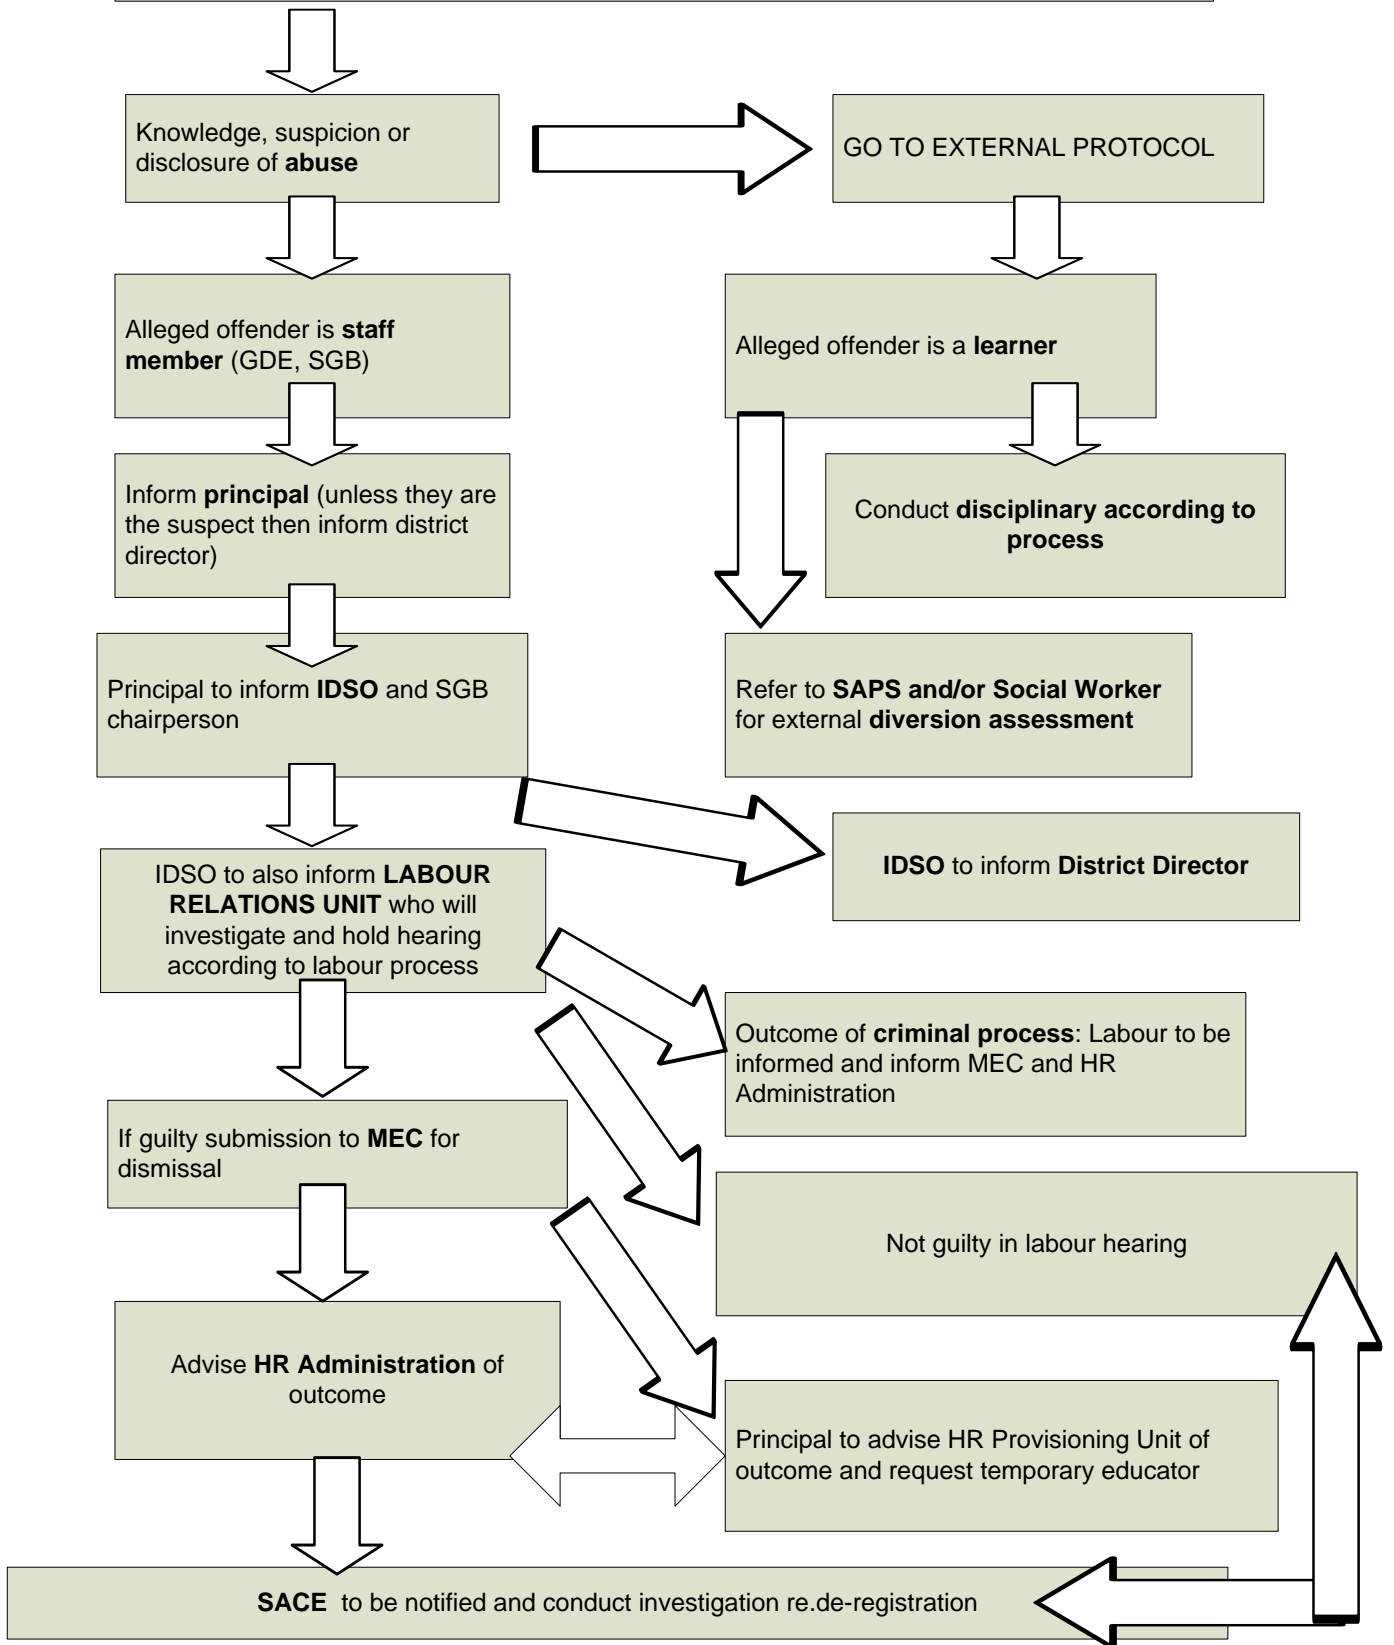 Knowledge, suspicion or
disclosure of abuse
GO TO EXTERNAL PROTOCOL
Alleged offender is staff
member (GDE, SGB)
Alleged offender is a learner
Inform principal (unless they are
the suspect then inform district
director)
Conduct disciplinary according to
process
Principal to inform IDSO and SGB
chairperson
Refer to SAPS and/or Social Worker
for external diversion assessment
IDSO to inform District Director
IDSO to also inform LABOUR
RELATIONS UNIT who will
investigate and hold hearing
according to labour process
Outcome of criminal process: Labour to be
informed and inform MEC and HR
Administration
If guilty submission to MEC for
dismissal
Not guilty in labour hearing
Advise HR Administration of
outcome
Principal to advise HR Provisioning Unit of
outcome and request temporary educator
SACE to be notified and conduct investigation re.de-registration